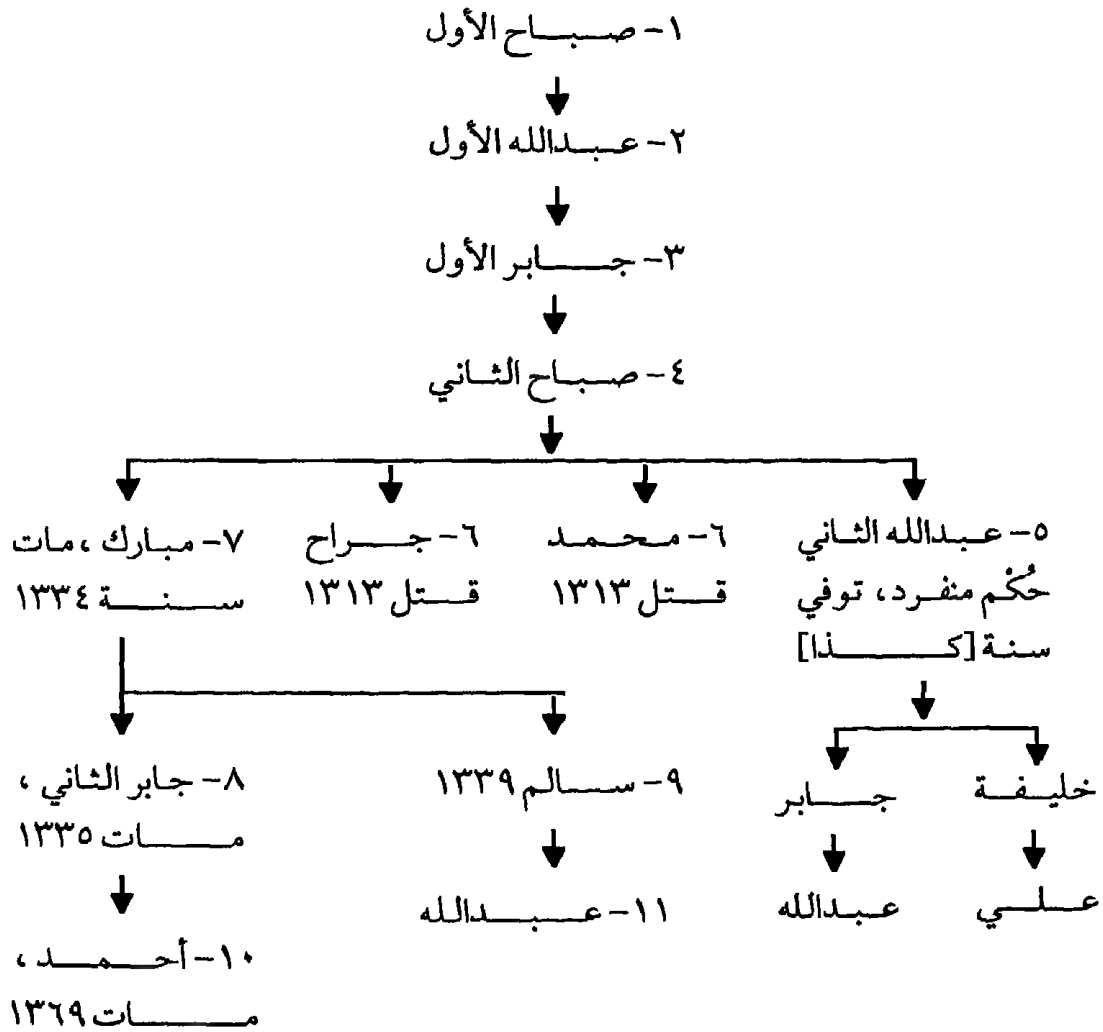 ١- صباح الأول
٢- عبدالله الأول
٣- جابر الأول
٤- صباح الثاني
٥- عبدالله الثاني
حُكْم منفرد، توفي
سنة [كذا]
٦- محمد
قتل ١٣١٣
٦- جراح
قتل ١٣١٣
٧- مبارك، مات
سنة ١٣٣٤
خليفة
جابر
٩- سالم ١٣٣٩
٨- جابر الثاني،
مات ١٣٣٥
علي
عبدالله
١١- عبدالله
١٠- أحمد،
مات ١٣٦٩